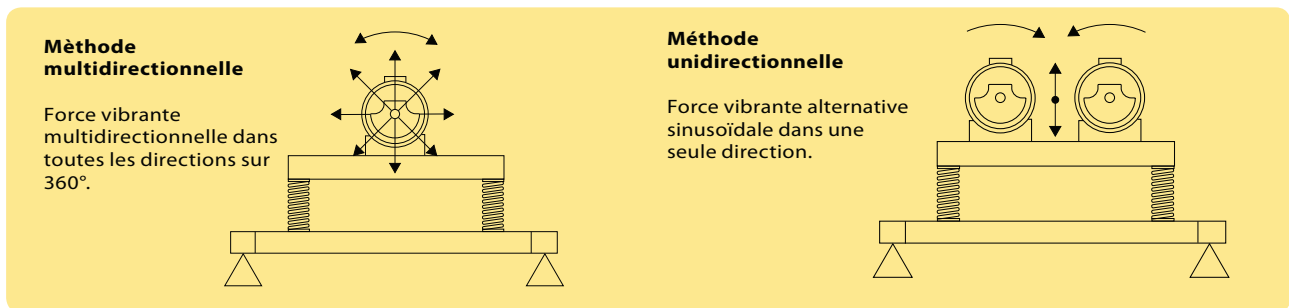 Mèthode
multidirectionnelle
Force vibrante
multidirectionnelle dans
toutes les directions sur
360°.
Méthode
unidirectionnelle
Force vibrante alternative
sinusoïdale dans une
seule direction.